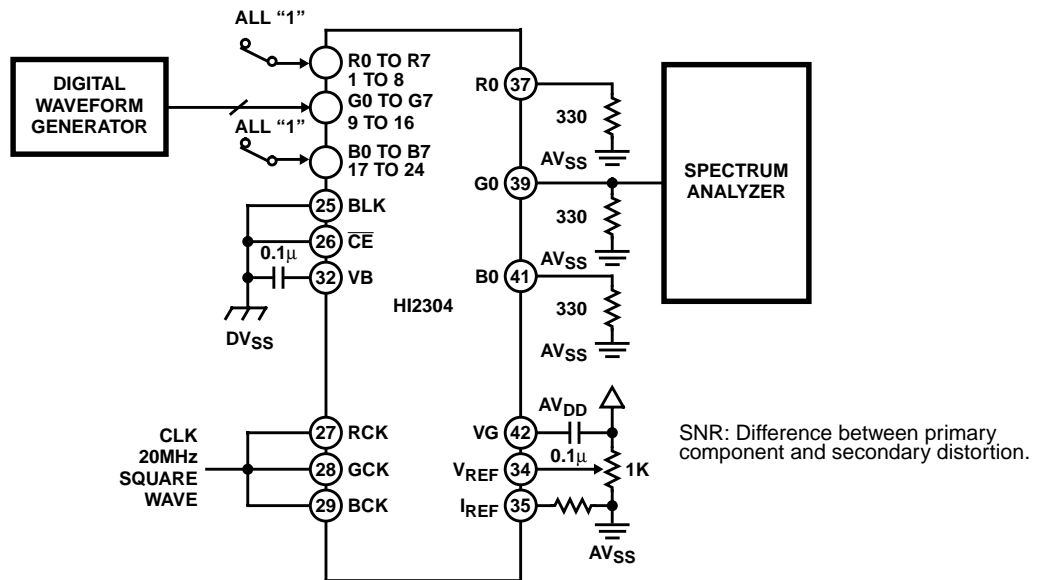 ALL “1”
R0 TO R7
1 TO 8
DIGITAL
WAVEFORM
GENERATOR
G0 TO G7
9 TO 16
ALL “1”
B0 TO B7
17 TO 24
25 BLK
26 CE
0.1µ
32 VB
DVSS
HI2304
CLK
20MHz
SQUARE
WAVE
27 RCK
28 GCK
29 BCK
R0 37
330
AVSS
G0 39
330
AVSS
B0 41
330
AVSS
SPECTRUM
ANALYZER
AVDD
VG 42
0.1µ
VREF 34
1K
IREF 35
AVSS
SNR: Difference between primary
component and secondary distortion.